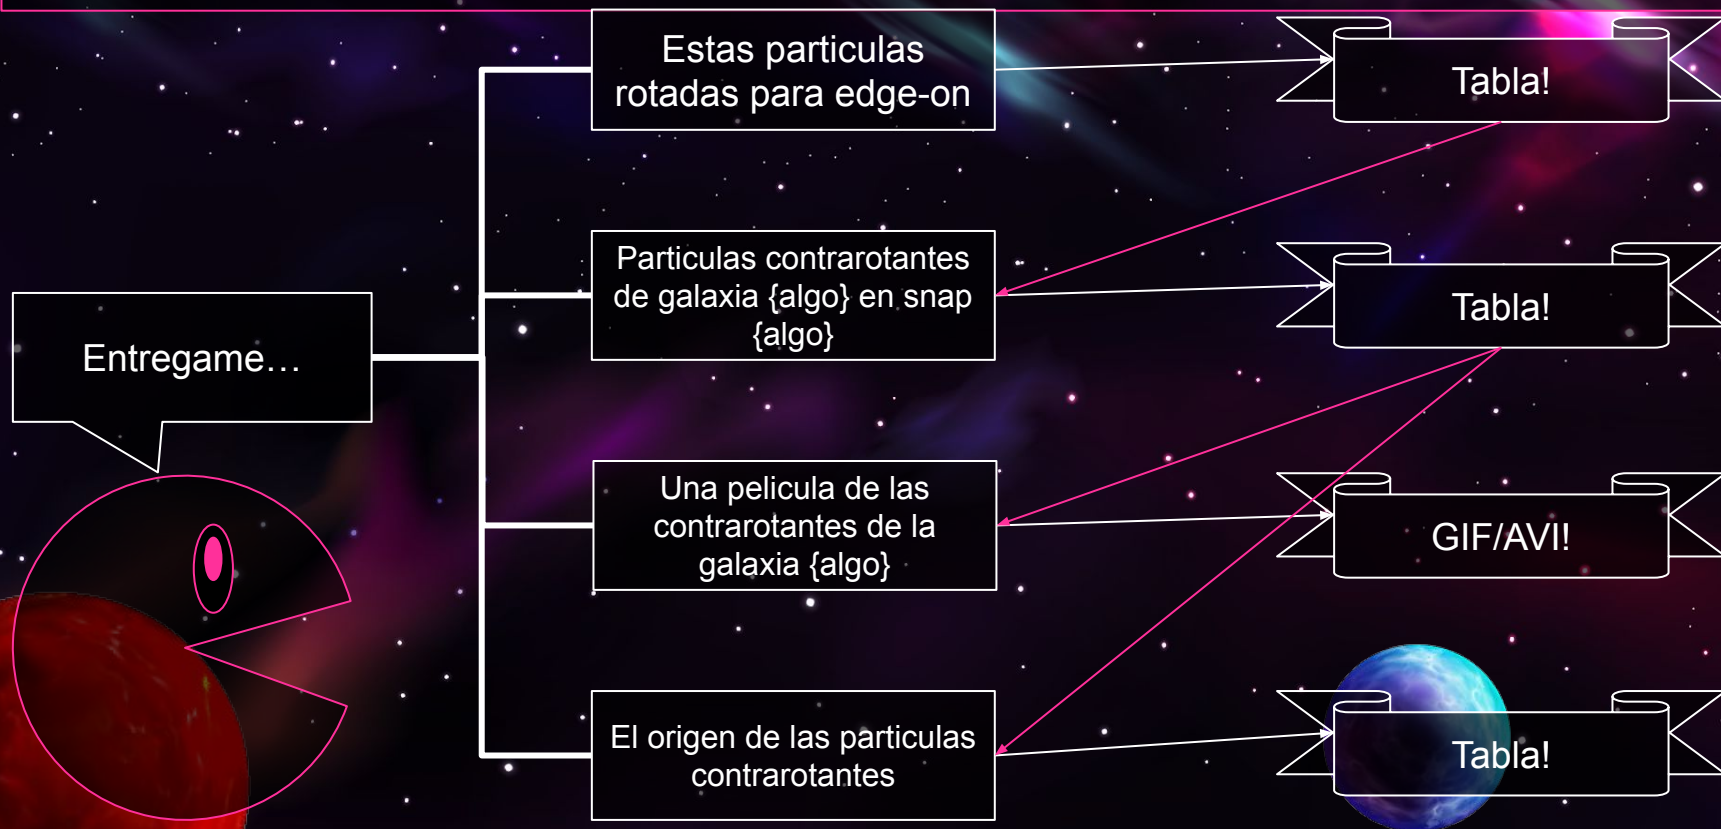 Estas particulas
rotadas para edge-on
Tabla!
Particulas contrarotantes
de galaxia {algo} en snap
{algo}
Tabla!
Entregame…
Una pelicula de las
contrarotantes de la
galaxia {algo}
GIF/AVI!
El origen de las particulas
contrarotantes
Tabla!